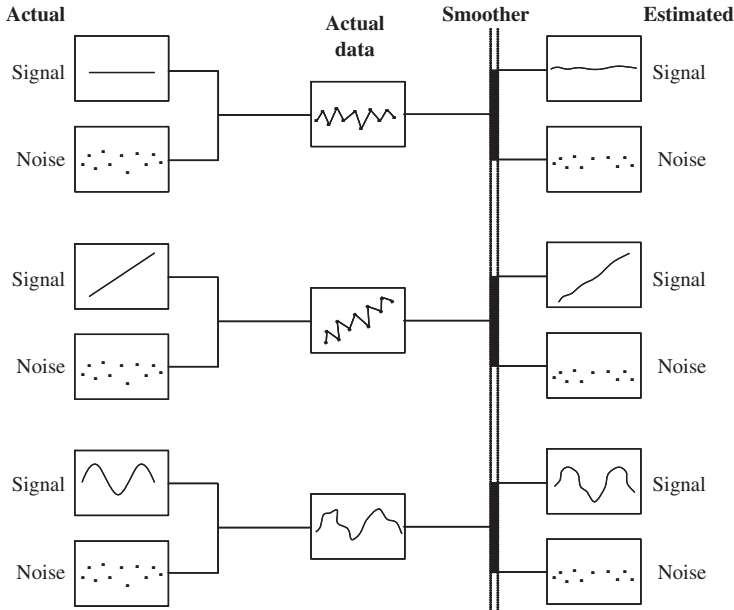 Actual
Actual data
Smoother
Estimated
Signal
Signal
Noise
Noise
Signal
Signal
Noise
Noise
Signal
Signal
Noise
Noise